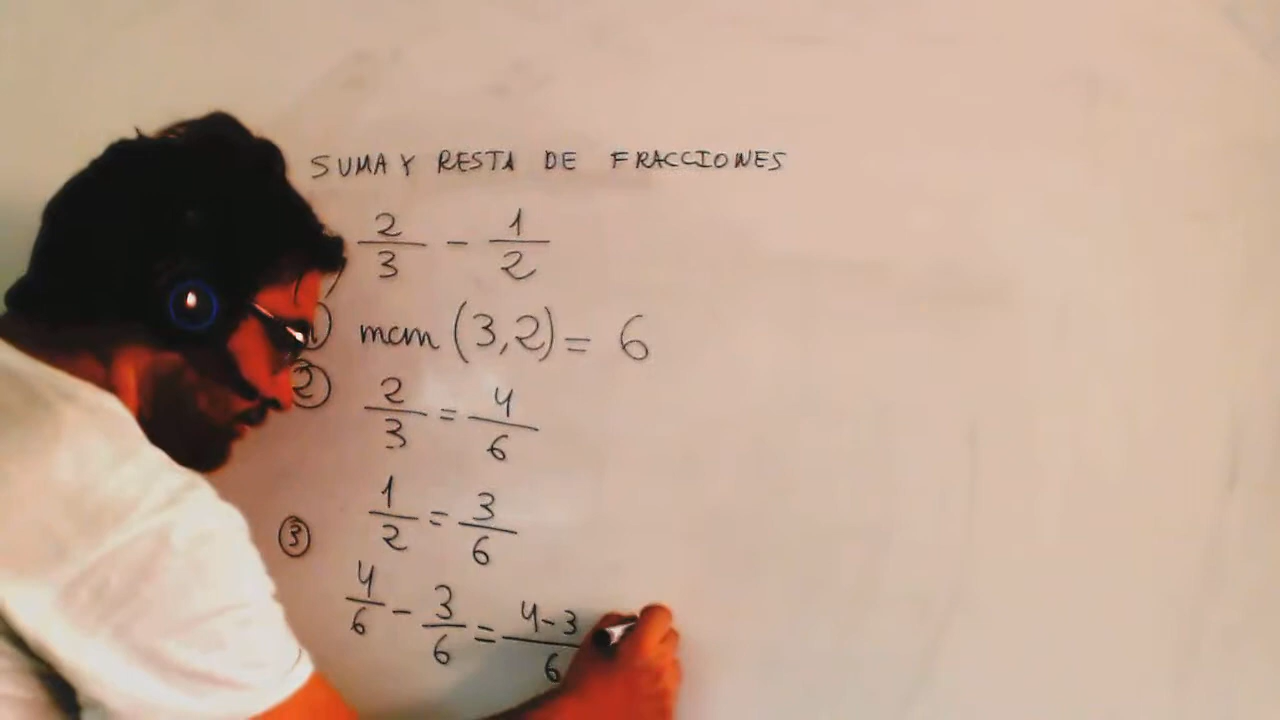 SUMA Y RESTA DE FRACCIONES
2/3 - 1/2
1) mcm (3,2) = 6
② 2/3 = 4/6
1/2 = 3/6
③
4/6 - 3/6 = 4-3/6